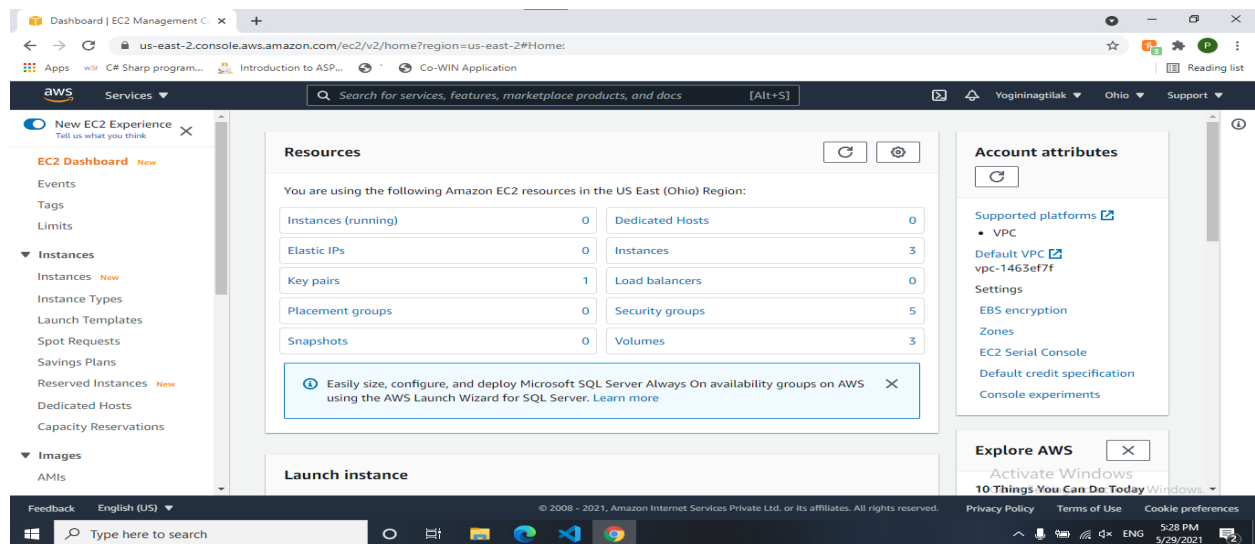 Dashboard | EC2 Management C
us-east-2.console.aws.amazon.com/ec2/v2/home?region=us-east-2#Home:
P
Apps
C# Sharp program...
Introduction to ASP...
Co-WIN Application
Reading list
aws
Services
Search for services, features, marketplace products, and docs [Alt+S]
Yogininagtilak
Ohio
Support
New EC2 Experience
Tell us what you think
EC2 Dashboard New
Events
Tags
Limits
Instances
Instances New
Instance Types
Launch Templates
Spot Requests
Savings Plans
Reserved Instances New
Dedicated Hosts
Capacity Reservations
Images
AMIs
Resources
You are using the following Amazon EC2 resources in the US East (Ohio) Region:
Instances (running) 0
Dedicated Hosts 0
Elastic IPs 0
Instances 3
Key pairs 1
Load balancers 0
Placement groups 0
Security groups 5
Snapshots 0
Volumes 3
Easily size, configure, and deploy Microsoft SQL Server Always On availability groups on AWS
using the AWS Launch Wizard for SQL Server. Learn more
Launch instance
Account attributes
Supported platforms
VPC
Default VPC
vpc-1463ef7f
Settings
EBS encryption
Zones
EC2 Serial Console
Default credit specification
Console experiments
Explore AWS
Activate Windows
10 Things You Can Do Today
Windows.
Feedback
English (US)
© 2008 - 2021, Amazon Internet Services Private Ltd. or its affiliates. All rights reserved.
Privacy Policy
Terms of Use
Cookie preferences
Type here to search
ENG
5:28 PM
5/29/2021
2